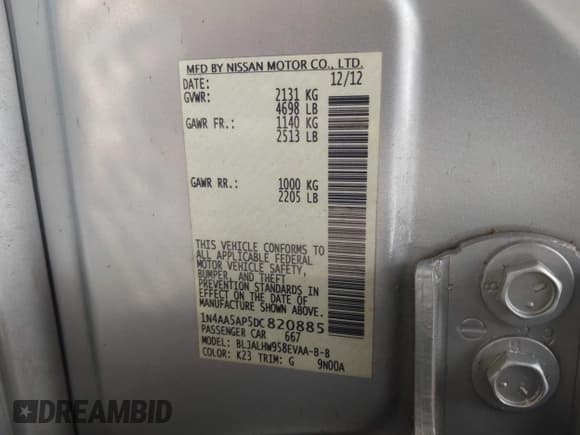 MFD BY NISSAN MOTOR CO., LTD.
DATE: 12/12
GVWR: 2131 KG
4698 LB
GAWR FR.: 1140 KG
2513 LB
GAWR RR.: 1000 KG
2205 LB
THIS VEHICLE CONFORMS TO
ALL APPLICABLE FEDERAL
MOTOR VEHICLE SAFETY,
BUMPER, AND THEFT
PREVENTION STANDARDS IN
EFFECT ON THE DATE OF
MANUFACTURE SHOWN ABOVE.
1N4AA5AP5DC820885
PASSENGER CAR 667
MODEL: BLJALHW958EVAA-B-B
COLOR: K23 TRIM: G 9N00A
DREAMBID